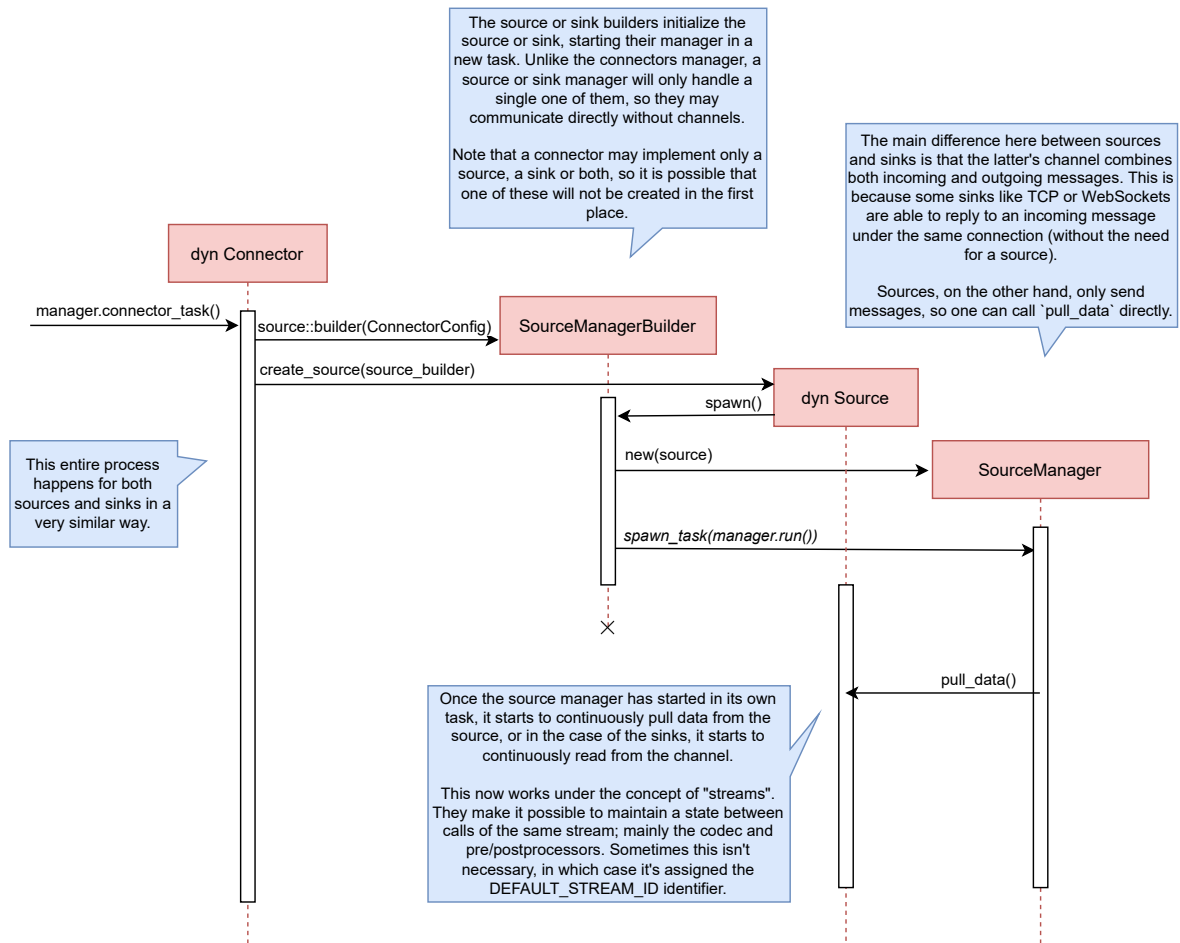 The source or sink builders initialize the
source or sink, starting their manager in a
new task. Unlike the connectors manager, a
source or sink manager will only handle a
single one of them, so they may
communicate directly without channels.
Note that a connector may implement only a
source, a sink or both, so it is possible that
one of these will not be created in the first
place.
The main difference here between sources
and sinks is that the latter's channel combines
both incoming and outgoing messages. This is
because some sinks like TCP or WebSockets
are able to reply to an incoming message
under the same connection (without the need
for a source).
Sources, on the other hand, only send
messages, so one can call `pull_data` directly.
dyn Connector
manager.connector_task()
source::builder(ConnectorConfig)
SourceManagerBuilder
create_source(source_builder)
dyn Source
spawn()
new(source)
SourceManager
This entire process
happens for both
sources and sinks in a
very similar way.
spawn_task(manager.run())
pull_data()
Once the source manager has started in its own
task, it starts to continuously pull data from the
source, or in the case of the sinks, it starts to
continuously read from the channel.
This now works under the concept of "streams".
They make it possible to maintain a state between
calls of the same stream; mainly the codec and
pre/postprocessors. Sometimes this isn't
necessary, in which case it's assigned the
DEFAULT_STREAM_ID identifier.